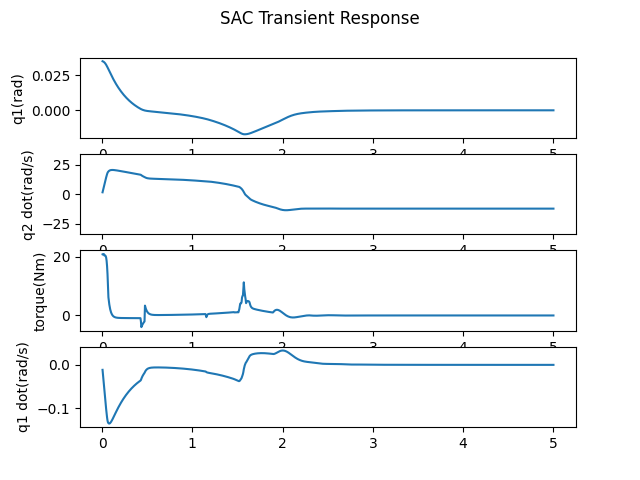 SAC Transient Response
0.025
0.000
q1(rad)
0 1 2 3 4 5
25
0
−25
q2 dot(rad/s)
0 1 2 3 4 5
20
0
torque(Nm)
0 1 2 3 4 5
0.0
−0.1
q1 dot(rad/s)
0 1 2 3 4 5